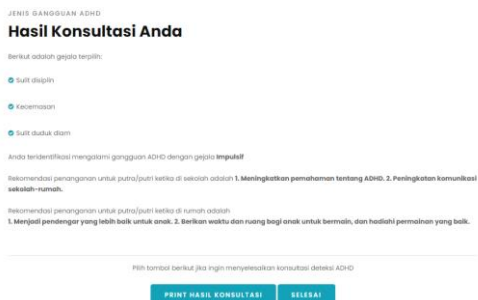 JENIS GANGGUAN ADHD
Hasil Konsultasi Anda
Berikut adalah gejala terpilih:
Sulit disiplin
Kecemasan
Sulit duduk diam
Anda teridentifikasi mengalami gangguan ADHD dengan gejala Impulsif
Rekomendasi penanganan untuk putra/putri ketika di sekolah adalah 1. Meningkatkan pemahaman tentang ADHD. 2. Peningkatan komunikasi
sekolah-rumah.
Rekomendasi penanganan untuk putra/putri ketika di rumah adalah
1. Menjadi pendengar yang lebih baik untuk anak. 2. Berikan waktu dan ruang bagi anak untuk bermain, dan hadiahi permainan yang baik.
Pilih tombol berikut jika ingin menyelesaikan konsultasi deteksi ADHD
PRINT HASIL KONSULTASI SELESAI